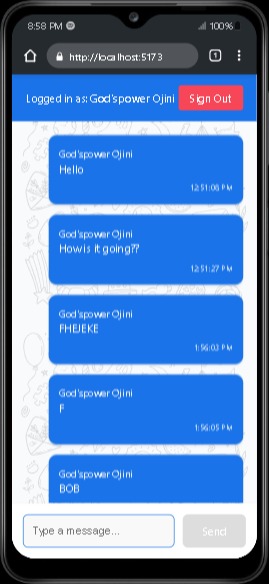 8:58 PM
100%
http://localhost:5173
1
Logged in as: God'spower Ojini
Sign Out
God'spower Ojini
Hello
12:51:06 PM
God'spower Ojini
How is it going??
12:51:27 PM
God'spower Ojini
FHEJEKE
1:56:02 PM
God'spower Ojini
F
1:56:05 PM
God'spower Ojini
BOB
Type a message...
Send